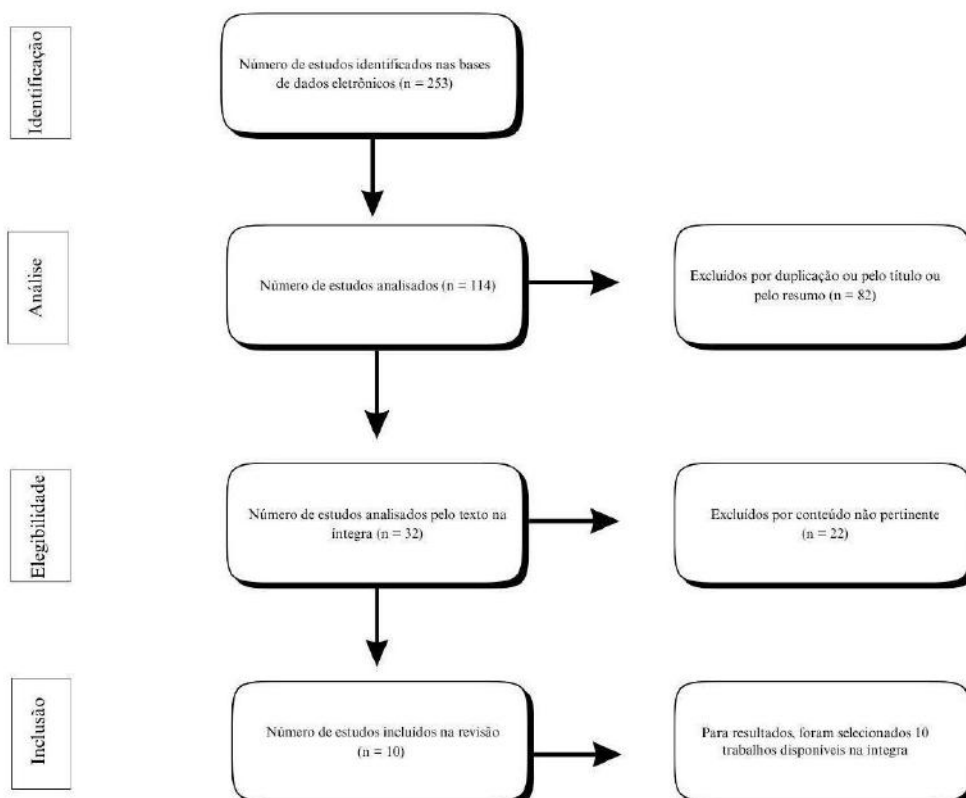 Identificação
Número de estudos identificados nas bases
de dados eletrônicos (n = 253)
Análise
Número de estudos analisados (n = 114)
Excluídos por duplicação ou pelo título ou
pelo resumo (n = 82)
Elegibilidade
Número de estudos analisados pelo texto na
íntegra (n = 32)
Excluídos por conteúdo não pertinente
(n = 22)
Inclusão
Número de estudos incluídos na revisão
(n = 10)
Para resultados, foram selecionados 10
trabalhos disponíveis na íntegra